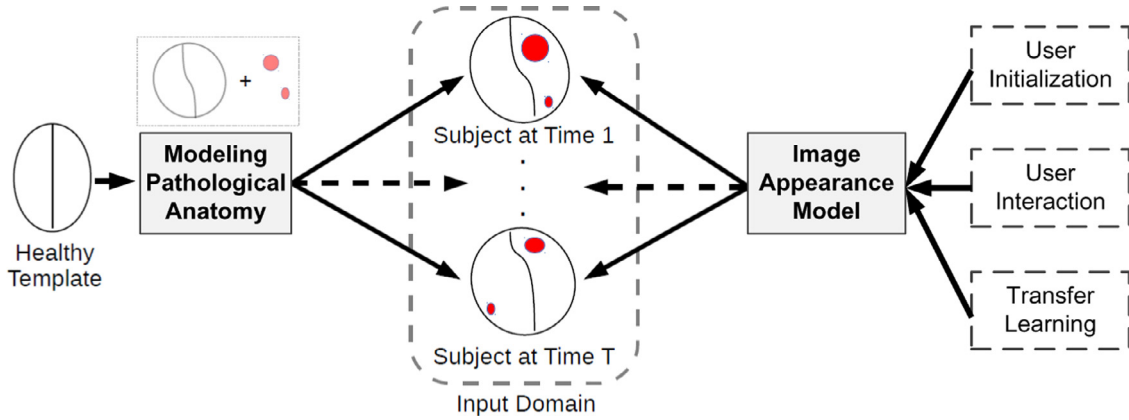 +
Healthy
Template
Modeling
Pathological
Anatomy
Subject at Time 1
.
.
.
Subject at Time T
Input Domain
Image
Appearance
Model
User
Initialization
User
Interaction
Transfer
Learning